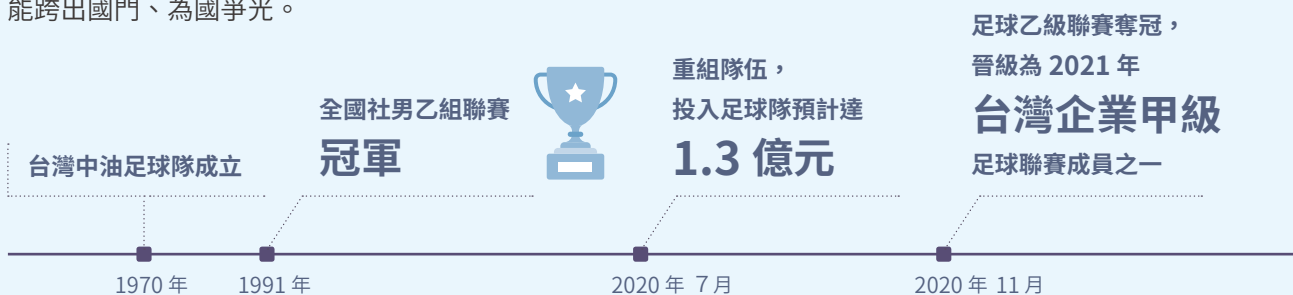 能跨出國門、為國爭光。
台灣中油足球隊成立
全國社男乙組聯賽
冠軍
重組隊伍，
投入足球隊預計達
1.3 億元
足球乙級聯賽奪冠，
晉級為 2021 年
台灣企業甲級
足球聯賽成員之一
1970 年
1991 年
2020 年 7 月
2020 年 11 月